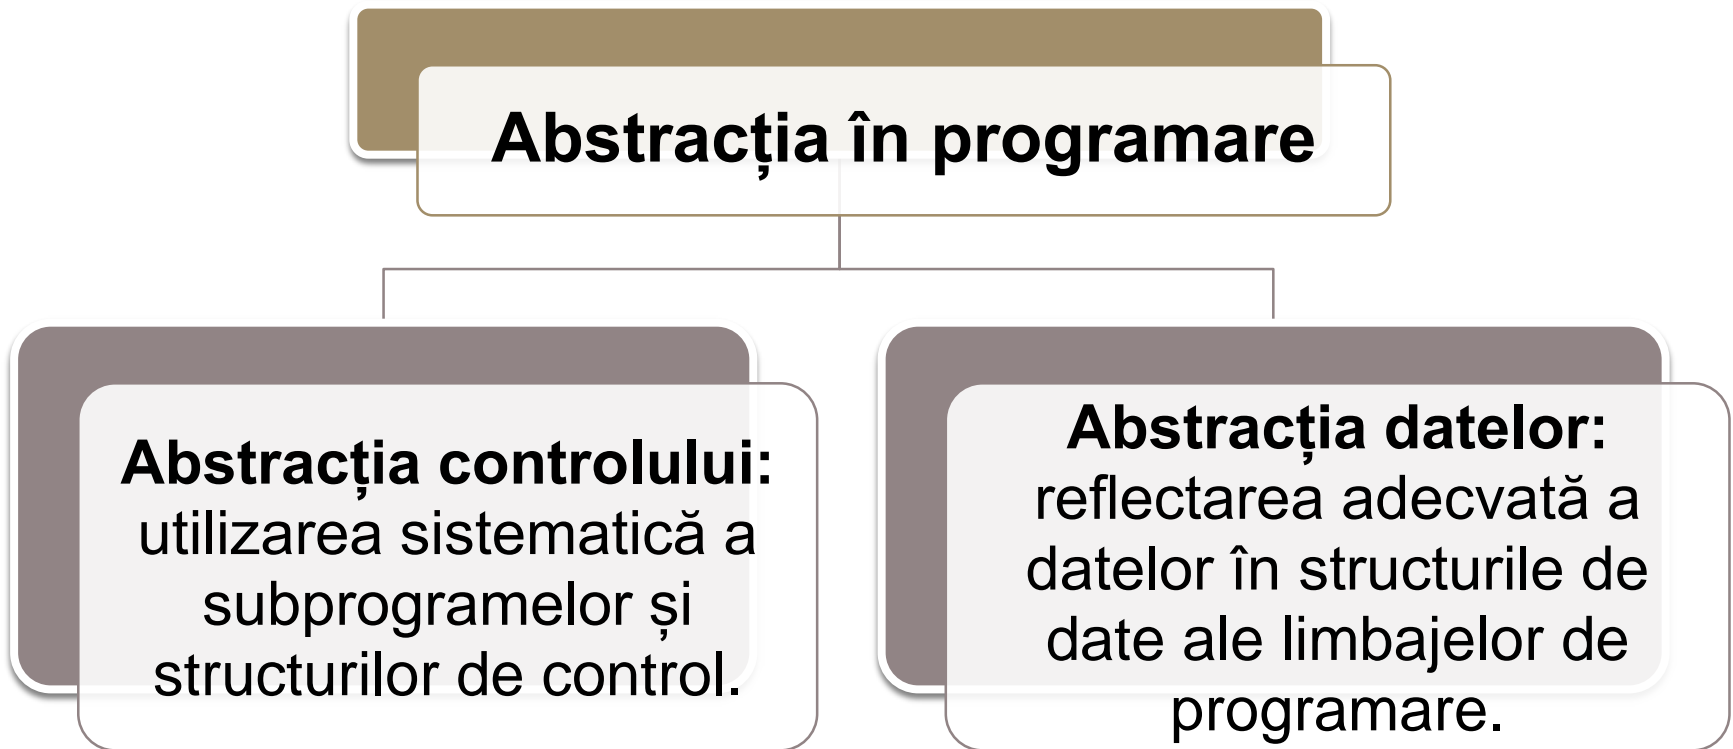 Abstracția în programare
Abstracția controlului:
utilizarea sistematică a
subprogramelor și
structurilor de control.
Abstracția datelor:
reflectarea adecvată a
datelor în structurile de
date ale limbajelor de
programare.